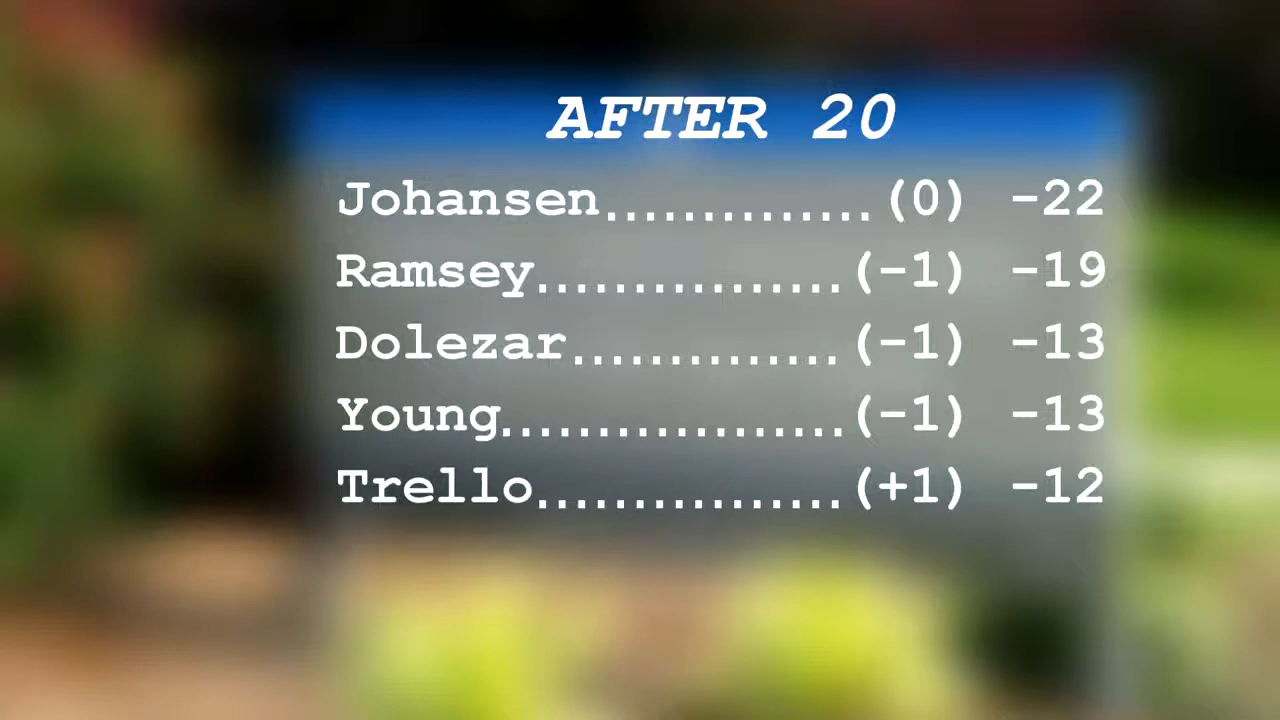 AFTER 20
Johansen..............(0) -22
Ramsey................(-1) -19
Dolezar..............(-1) -13
Young..................(-1) -13
Trello................(+1) -12